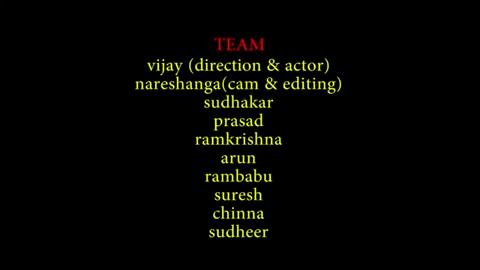 TEAM
vijay (direction & actor)
nareshanga(cam & editing)
sudhakar
prasad
ramkrishna
arun
rambabu
suresh
chinna
sudheer